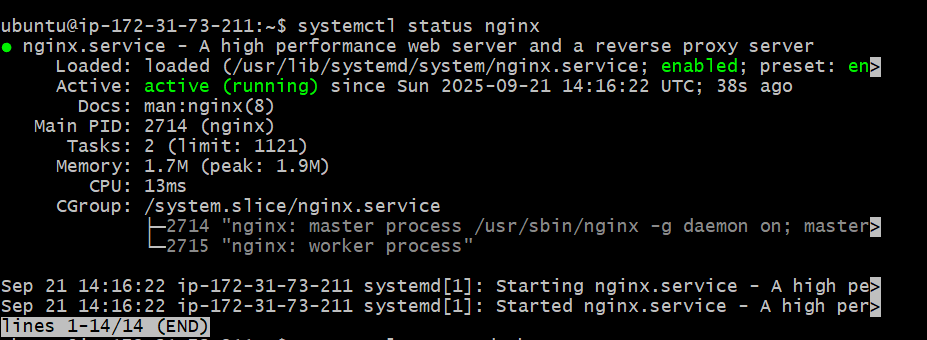 ubuntu@ip-172-31-73-211:~$ systemctl status nginx
● nginx.service - A high performance web server and a reverse proxy server
     Loaded: loaded (/usr/lib/systemd/system/nginx.service; enabled; preset: en>
     Active: active (running) since Sun 2025-09-21 14:16:22 UTC; 38s ago
       Docs: man:nginx(8)
   Main PID: 2714 (nginx)
      Tasks: 2 (limit: 1121)
     Memory: 1.7M (peak: 1.9M)
        CPU: 13ms
     CGroup: /system.slice/nginx.service
             ├─2714 "nginx: master process /usr/sbin/nginx -g daemon on; master>
             └─2715 "nginx: worker process"

Sep 21 14:16:22 ip-172-31-73-211 systemd[1]: Starting nginx.service - A high pe>
Sep 21 14:16:22 ip-172-31-73-211 systemd[1]: Started nginx.service - A high per>
lines 1-14/14 (END)